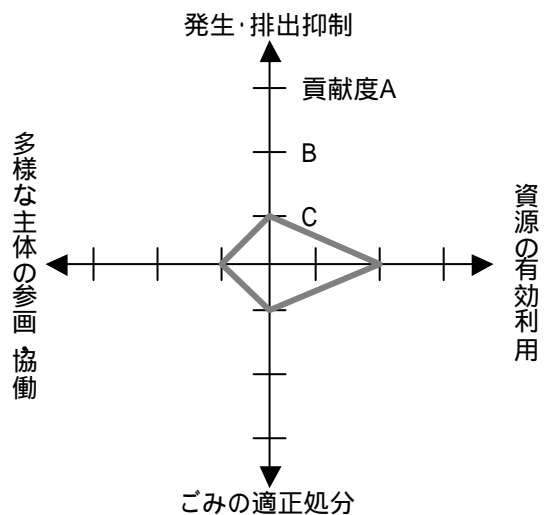 発生・排出抑制
貢献度A
B
C
多様な主体の参画・協働
資源の有効利用
ごみの適正処分